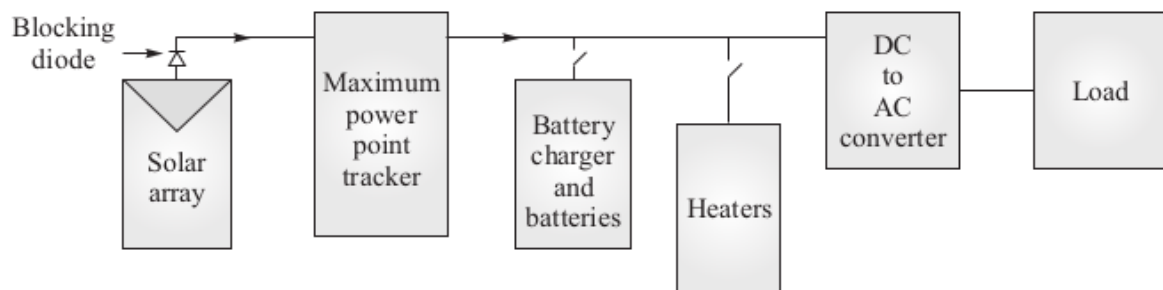 Blocking
diode
Solar
array
Maximum
power
point
tracker
Battery
charger
and
batteries
Heaters
DC
to
AC
converter
Load